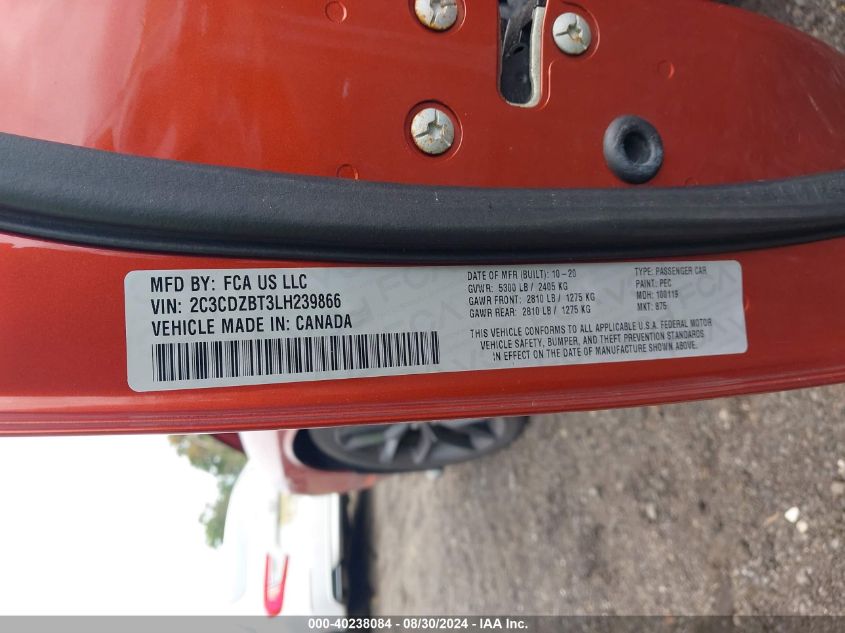 MFD BY: FCA US LLC
VIN: 2C3CDZBT3LH239866
VEHICLE MADE IN: CANADA
DATE OF MFR (BUILT): 10-20
GVWR: 5300 LB / 2405 KG
GAWR FRONT: 2810 LB / 1275 KG
GAWR REAR: 2810 LB / 1275 KG
TYPE: PASSENGER CAR
PAINT: PEC
MDH: 100119
MXT: 875
THIS VEHICLE CONFORMS TO ALL APPLICABLE U.S.A. FEDERAL MOTOR
VEHICLE SAFETY, BUMPER, AND THEFT PREVENTION STANDARDS
IN EFFECT ON THE DATE OF MANUFACTURE SHOWN ABOVE.
000-40238084 - 08/30/2024 - IAA Inc.